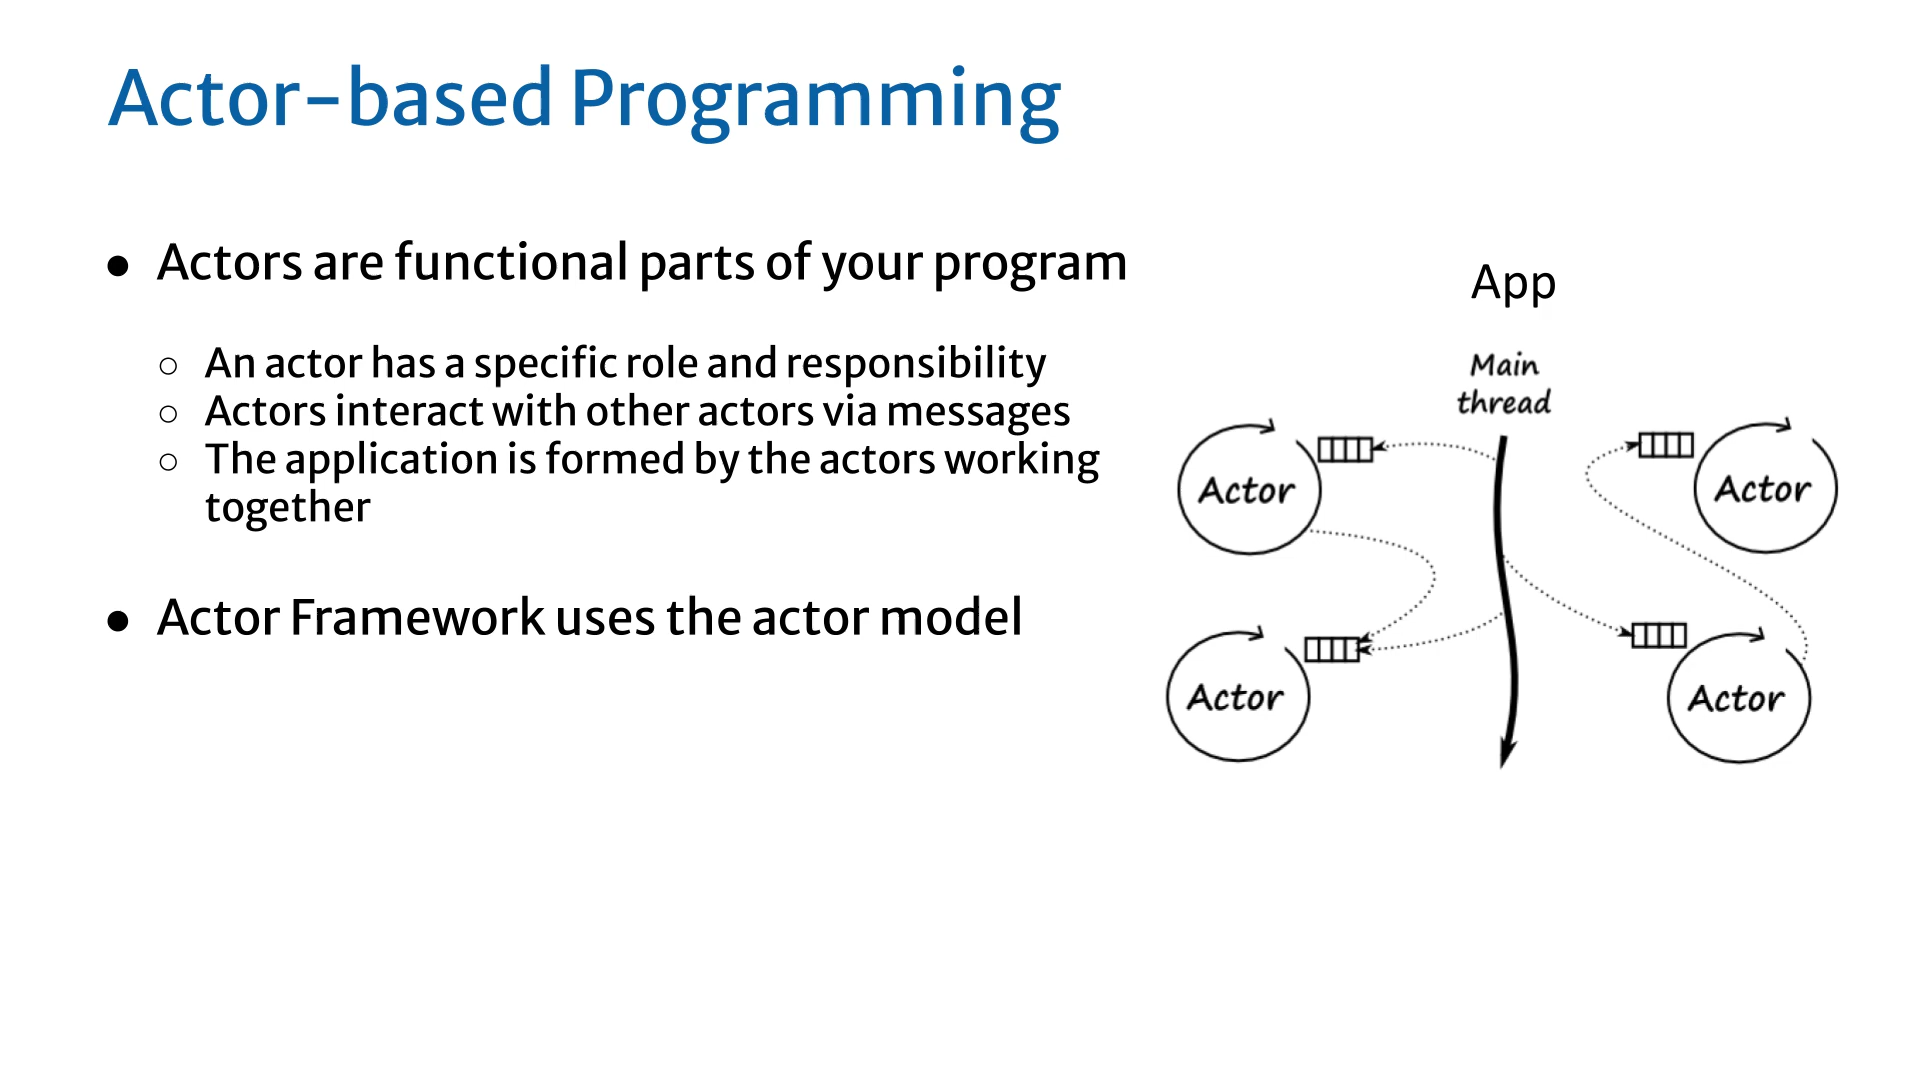 Actor-based Programming
● Actors are functional parts of your program
○ An actor has a specific role and responsibility
○ Actors interact with other actors via messages
○ The application is formed by the actors working
together
● Actor Framework uses the actor model
App
Main
thread
Actor
Actor
Actor
Actor